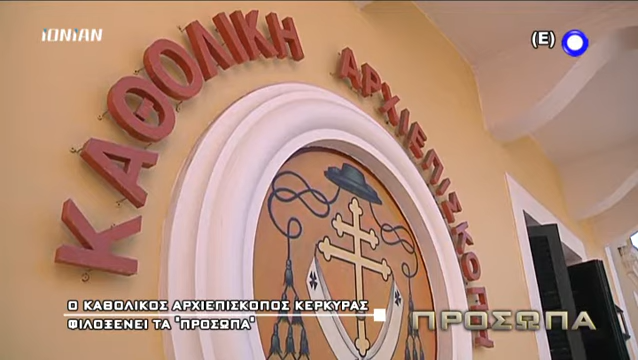 IONIAN
(E)
ΚΑΘΟΛΙΚΗ ΑΡΧΙΕΠΙΣΚΟΠΗ
Ο ΚΑΘΟΛΙΚΟΣ ΑΡΧΙΕΠΙΣΚΟΠΟΣ ΚΕΡΚΥΡΑΣ
ΦΙΛΟΞΕΝΕΙ ΤΑ "ΠΡΟΣΩΠΑ"
ΠΡΟΣΩΠΑ